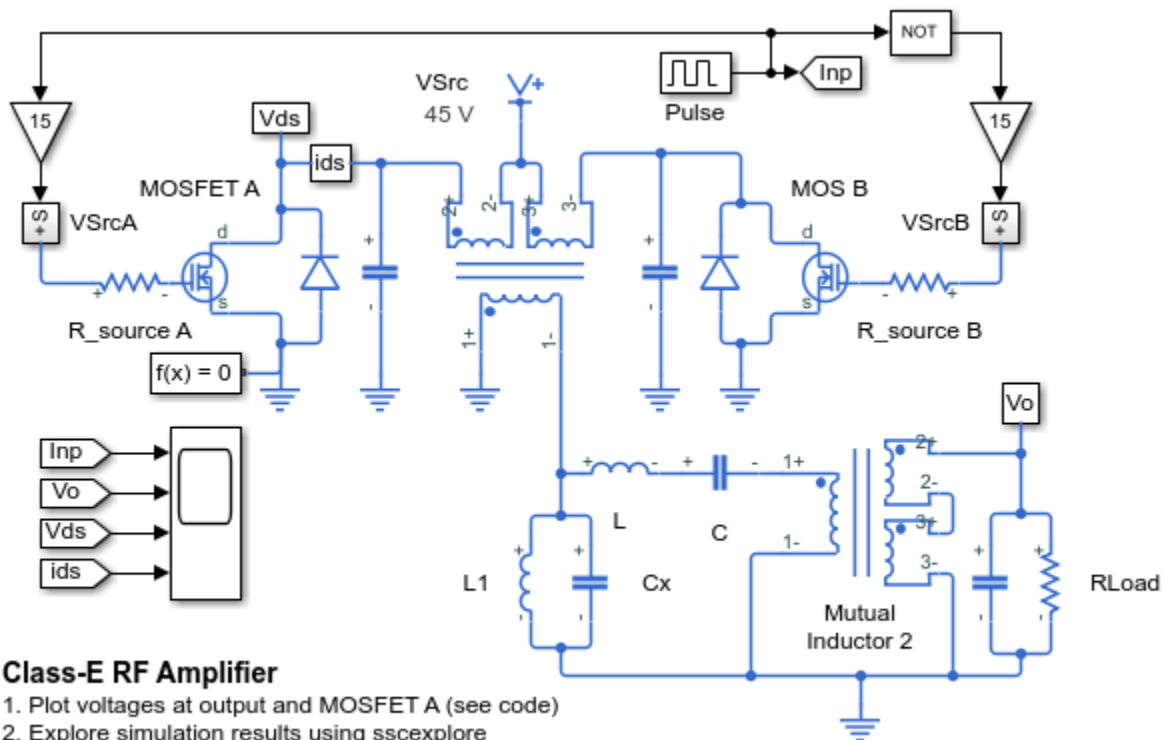 NOT
VSrc
45 V
Inp
Pulse
15
Vds
ids
15
MOSFET A
MOS B
2+
2-
3+
3-
+S
VSrcA
VSrcB
+S
d
+
+
d
+
-
s
-
-
s
-
+
R_source A
R_source B
1+
1-
f(x) = 0
Vo
Inp
Vo
Vds
ids
+
-
+
-
1+
2+
2-
L
C
3+
1-
3-
+
+
+
+
L1
Cx
RLoad
-
-
-
-
Mutual
Inductor 2
Class-E RF Amplifier
1. Plot voltages at output and MOSFET A (see code)
2. Explore simulation results using sscexplore